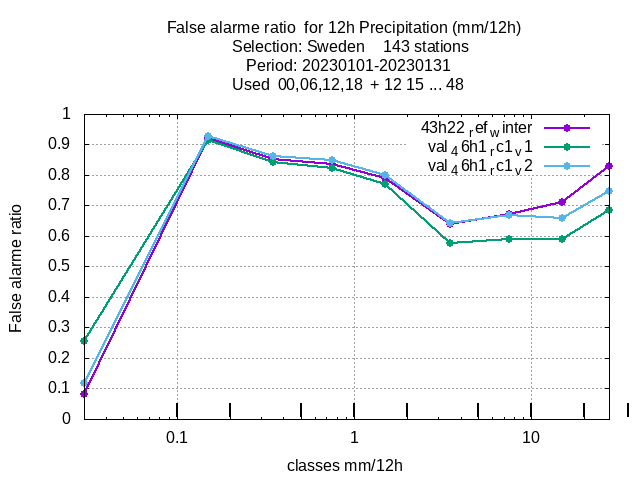 False alarme ratio  for 12h Precipitation (mm/12h)
Selection: Sweden    143 stations
Period: 20230101-20230131
Used  00,06,12,18  + 12 15 ... 48
43h22_ref_winter
val_46h1_rc1_v1
val_46h1_rc1_v2
1
0.9
0.8
0.7
0.6
0.5
0.4
0.3
0.2
0.1
0
False alarme ratio
0.1 1 10
classes mm/12h